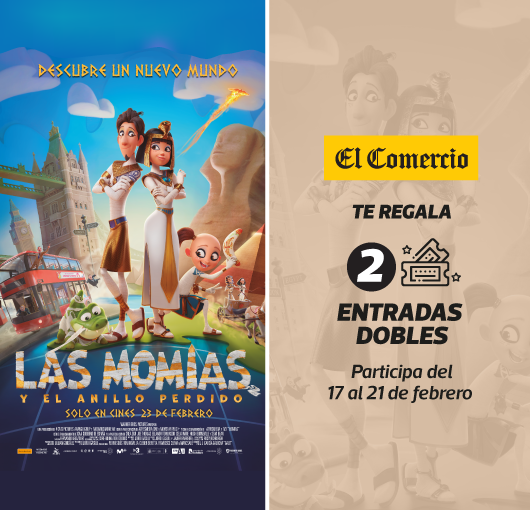 DESCUBRE UN NUEVO MUNDO
LAS MOMIAS
Y EL ANILLO PERDIDO
SOLO EN CINES 23 DE FEBRERO
El Comercio
TE REGALA
2
ENTRADAS
DOBLES
Participa del
17 al 21 de febrero